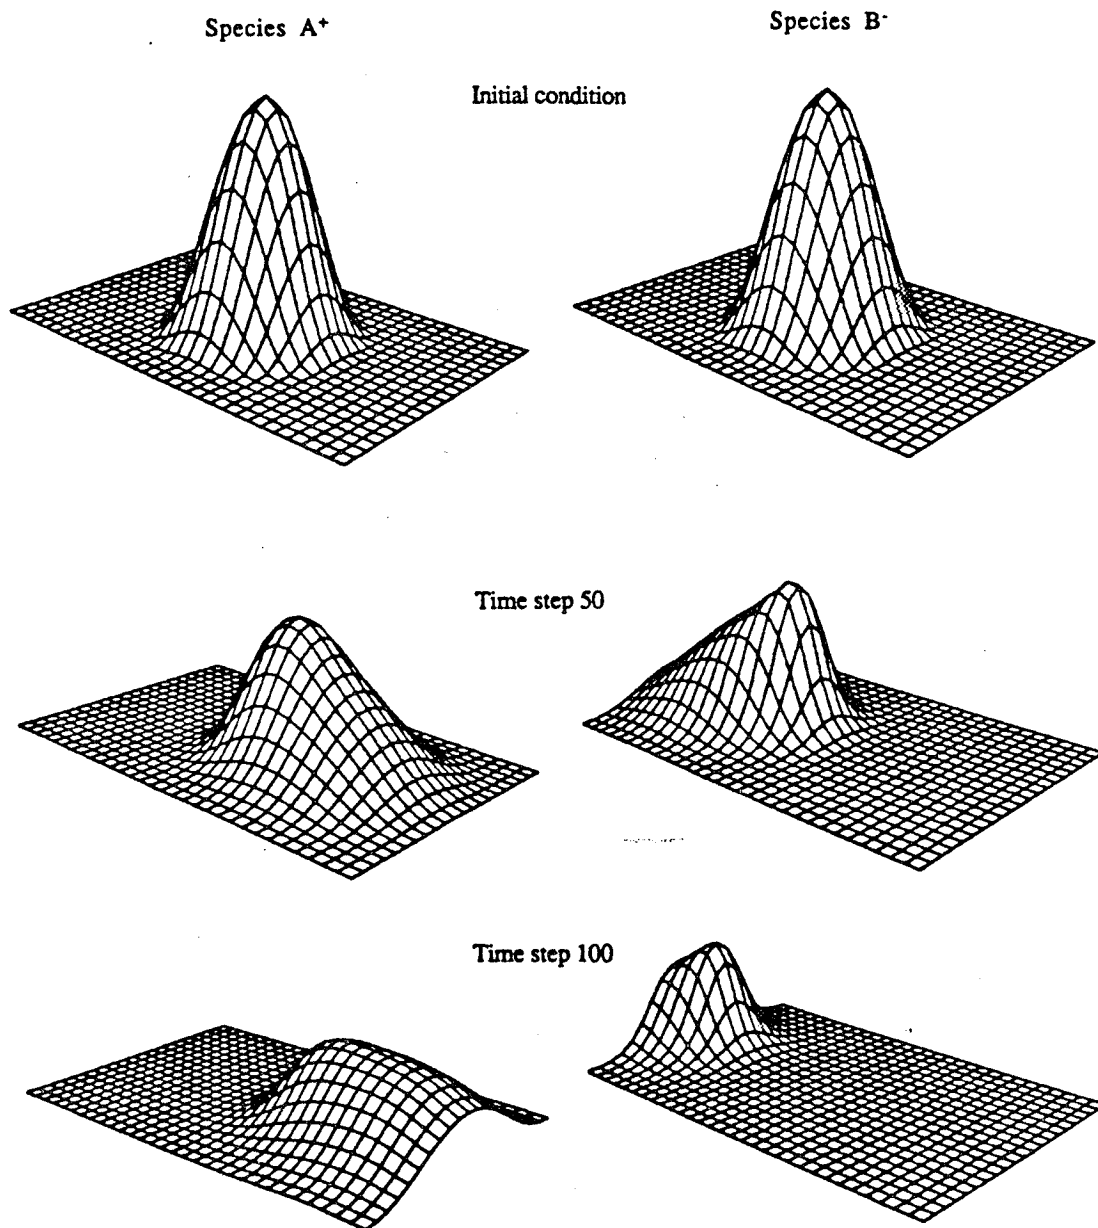 Species A⁺
Species B⁻
Initial condition
Time step 50
Time step 100